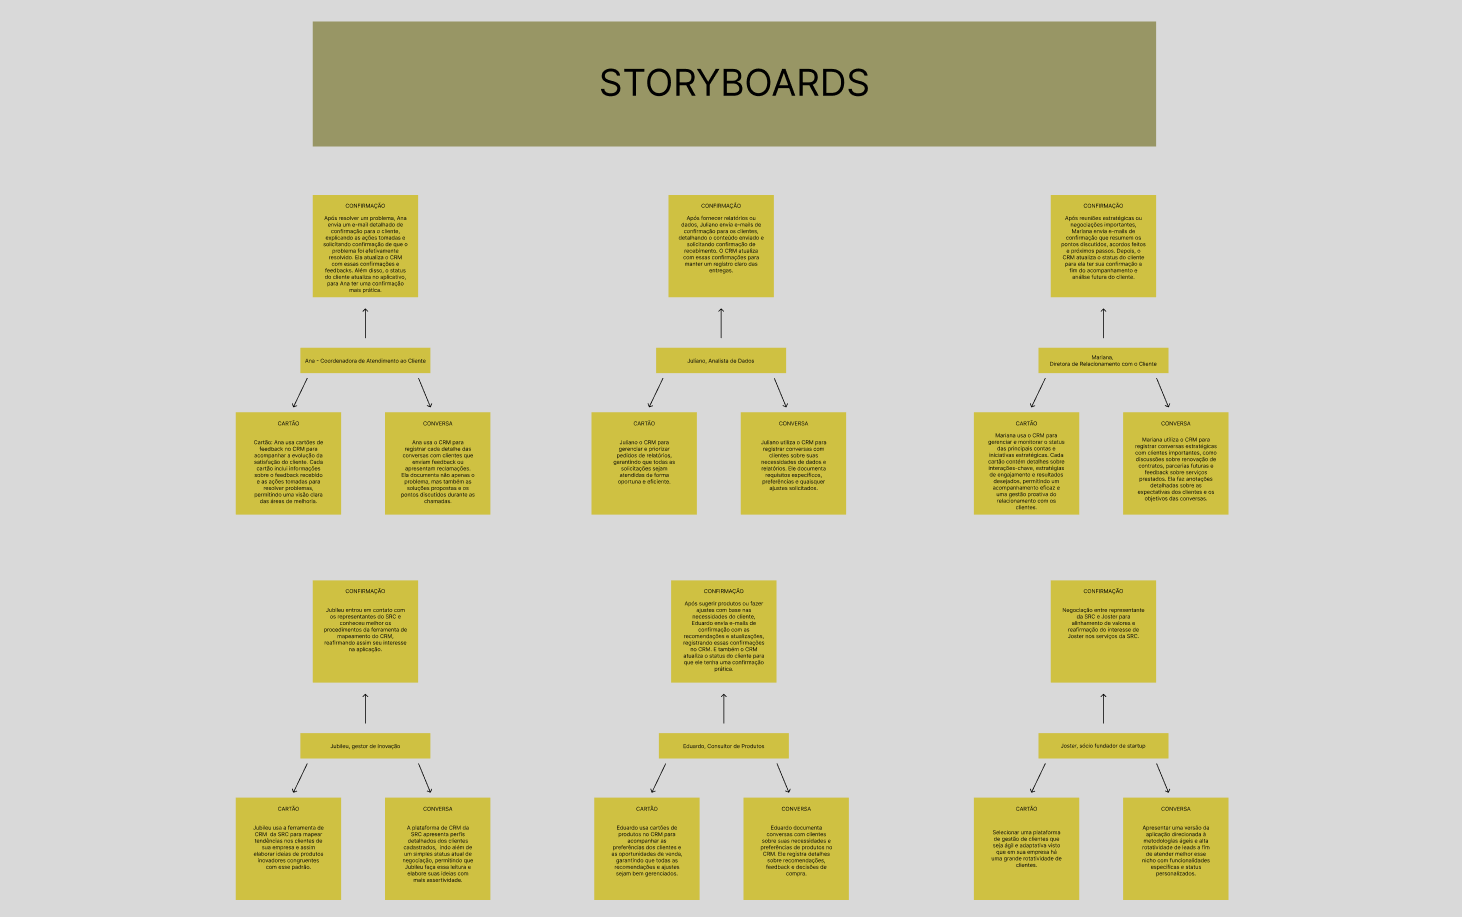 STORYBOARDS
CONFIRMAÇÃO
Após resolver um problema, Ana
envia um e-mail detalhado de
confirmação para o cliente,
explicando as ações tomadas e
solicitando confirmação de que o
problema foi efetivamente
resolvido. Ela atualiza o CRM
com essas confirmações e
feedbacks. Além disso, o status
do cliente atualiza no aplicativo,
para Ana ter uma confirmação
mais prática.
Ana - Coordenadora de Atendimento ao Cliente
CARTÃO
Cartão: Ana usa cartões de
feedback no CRM para
acompanhar a evolução da
satisfação do cliente. Cada
cartão inclui informações
sobre o feedback recebido
e as ações tomadas para
resolver problemas,
permitindo uma visão clara
das áreas de melhoria.
CONVERSA
Ana usa o CRM para
registrar cada detalhe das
conversas com clientes que
enviam feedback ou
apresentam reclamações.
Ela documenta não apenas o
problema, mas também as
soluções propostas e os
pontos discutidos durante as
chamadas.
CONFIRMAÇÃO
Após fornecer relatórios ou
dados, Juliano envia e-mails de
confirmação para os clientes,
detalhando o conteúdo enviado e
solicitando confirmação de
recebimento. O CRM atualiza
com essas confirmações para
manter um registro claro das
entregas.
Juliano, Analista de Dados
CARTÃO
Juliano o CRM para
gerenciar e priorizar
pedidos de relatórios,
garantindo que todas as
solicitações sejam
atendidas de forma
oportuna e eficiente.
CONVERSA
Juliano utiliza o CRM para
registrar conversas com
clientes sobre suas
necessidades de dados e
relatórios. Ele documenta
requisitos específicos,
preferências e quaisquer
ajustes solicitados.
CONFIRMAÇÃO
Após reuniões estratégicas ou
negociações importantes,
Mariana envia e-mails de
confirmação que resumem os
pontos discutidos, acordos feitos
e próximos passos. Depois, o
CRM atualiza o status do cliente
para ela ter sua confirmação a
fim do acompanhamento e
análise futura do cliente.
Mariana,
Diretora de Relacionamento com o Cliente
CARTÃO
Mariana usa o CRM para
gerenciar e monitorar o status
das principais contas e
iniciativas estratégicas. Cada
cartão contém detalhes sobre
interações-chave, estratégias
de engajamento e resultados
desejados, permitindo um
acompanhamento eficaz e
uma gestão proativa do
relacionamento com os
clientes.
CONVERSA
Mariana utiliza o CRM para
registrar conversas estratégicas
com clientes importantes, como
discussões sobre renovação de
contratos, parcerias futuras e
feedback sobre serviços
prestados. Ela faz anotações
detalhadas sobre as
expectativas dos clientes e os
objetivos das conversas.
CONFIRMAÇÃO
Jubileu entrou em contato com
os representantes do SRC e
conheceu melhor os
procedimentos da ferramenta de
mapeamento do CRM,
reafirmando assim seu interesse
na aplicação.
Jubileu, gestor de inovação
CARTÃO
Jubileu usa a ferramenta de
CRM da SRC para mapear
tendências nos clientes de
sua empresa e assim
elaborar ideias de produtos
inovadores congruentes
com esse padrão.
CONVERSA
A plataforma de CRM da
SRC apresenta perfis
detalhados dos clientes
cadastrados, indo além de
um simples status atual de
negociação, permitindo que
Jubileu faça essa leitura e
elabore suas ideias com
mais assertividade.
CONFIRMAÇÃO
Após sugerir produtos ou fazer
ajustes com base nas
necessidades do cliente,
Eduardo envia e-mails de
confirmação com as
recomendações e atualizações,
registrando essas confirmações
no CRM. E também o CRM
atualiza o status do cliente para
que ele tenha uma confirmação
prática.
Eduardo, Consultor de Produtos
CARTÃO
Eduardo usa cartões de
produtos no CRM para
acompanhar as
preferências dos clientes e
as oportunidades de venda,
garantindo que todas as
recomendações e ajustes
sejam bem gerenciados.
CONVERSA
Eduardo documenta
conversas com clientes
sobre suas necessidades e
preferências de produtos no
CRM. Ele registra detalhes
sobre recomendações,
feedback e decisões de
compra.
CONFIRMAÇÃO
Negociação entre representante
da SRC e Joster para
alinhamento de valores e
reafirmação do interesse de
Joster nos serviços da SRC.
Joster, sócio fundador da startup
CARTÃO
Selecionar uma plataforma
de gestão de clientes que
seja ágil e adaptativa visto
que em sua empresa há
uma grande rotatividade de
clientes.
CONVERSA
Apresentar uma versão da
aplicação direcionada à
metodologias ágeis e alta
rotatividade de leads a fim
de atender melhor esse
nicho com funcionalidades
específicas e status
personalizados.